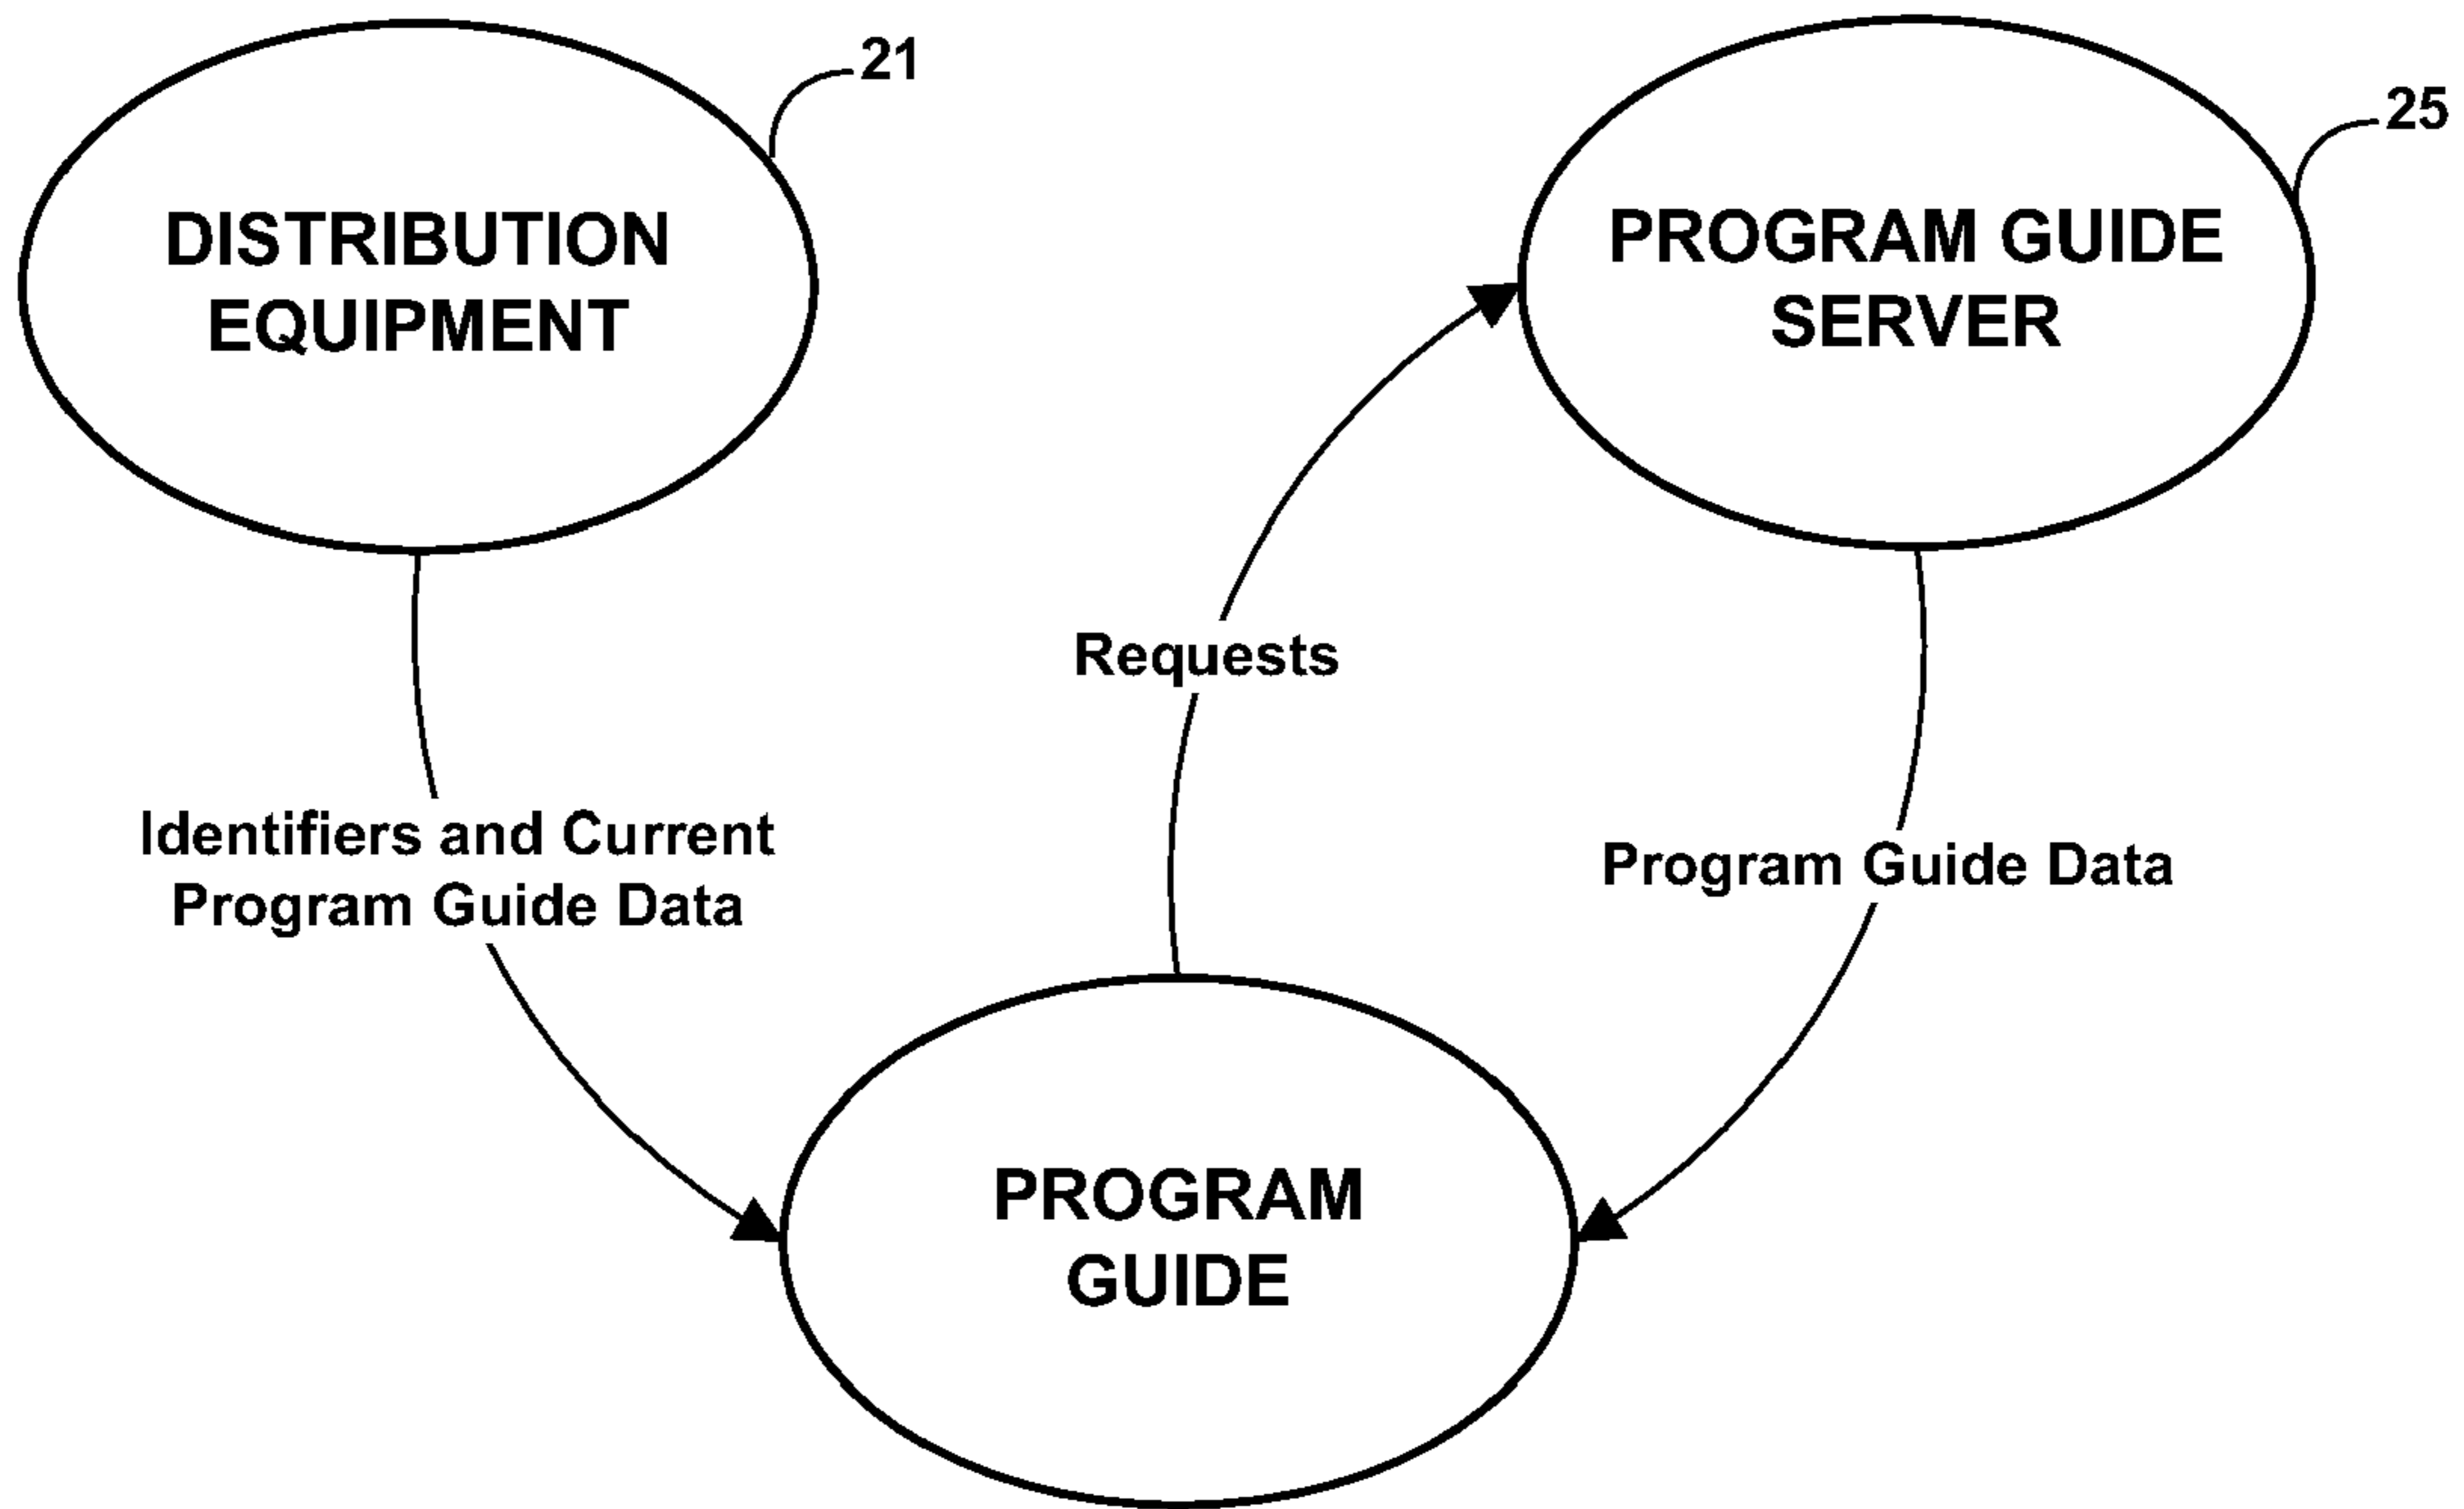 21
25
DISTRIBUTION
EQUIPMENT
PROGRAM GUIDE
SERVER
Requests
Identifiers and Current
Program Guide Data
Program Guide Data
PROGRAM
GUIDE